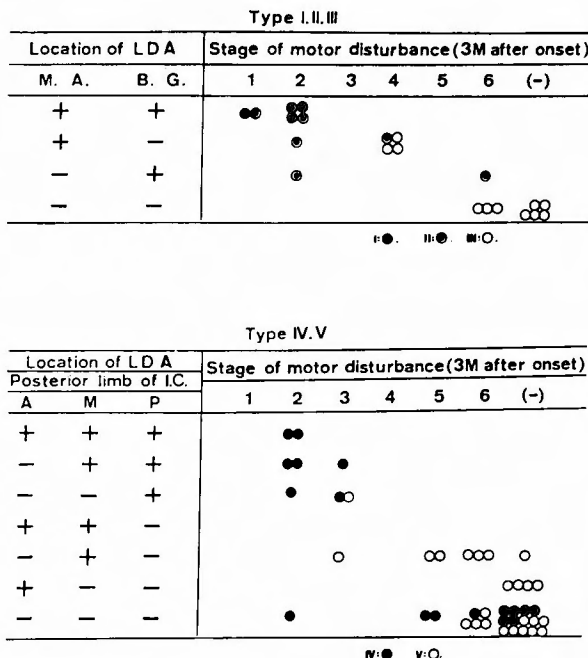 Type I.II.III
Location of LDA Stage of motor disturbance (3M after onset)
M. A. B. G. 1 2 3 4 5 6 (-)
+ +
+ −
− +
− −
I:●. II:◕. III:○.
Type IV.V
Location of LDA Stage of motor disturbance (3M after onset)
Posterior limb of I.C.
A M P 1 2 3 4 5 6 (-)
+ + +
− + +
− − +
+ + −
− + −
+ − −
− − −
IV:● V:○.